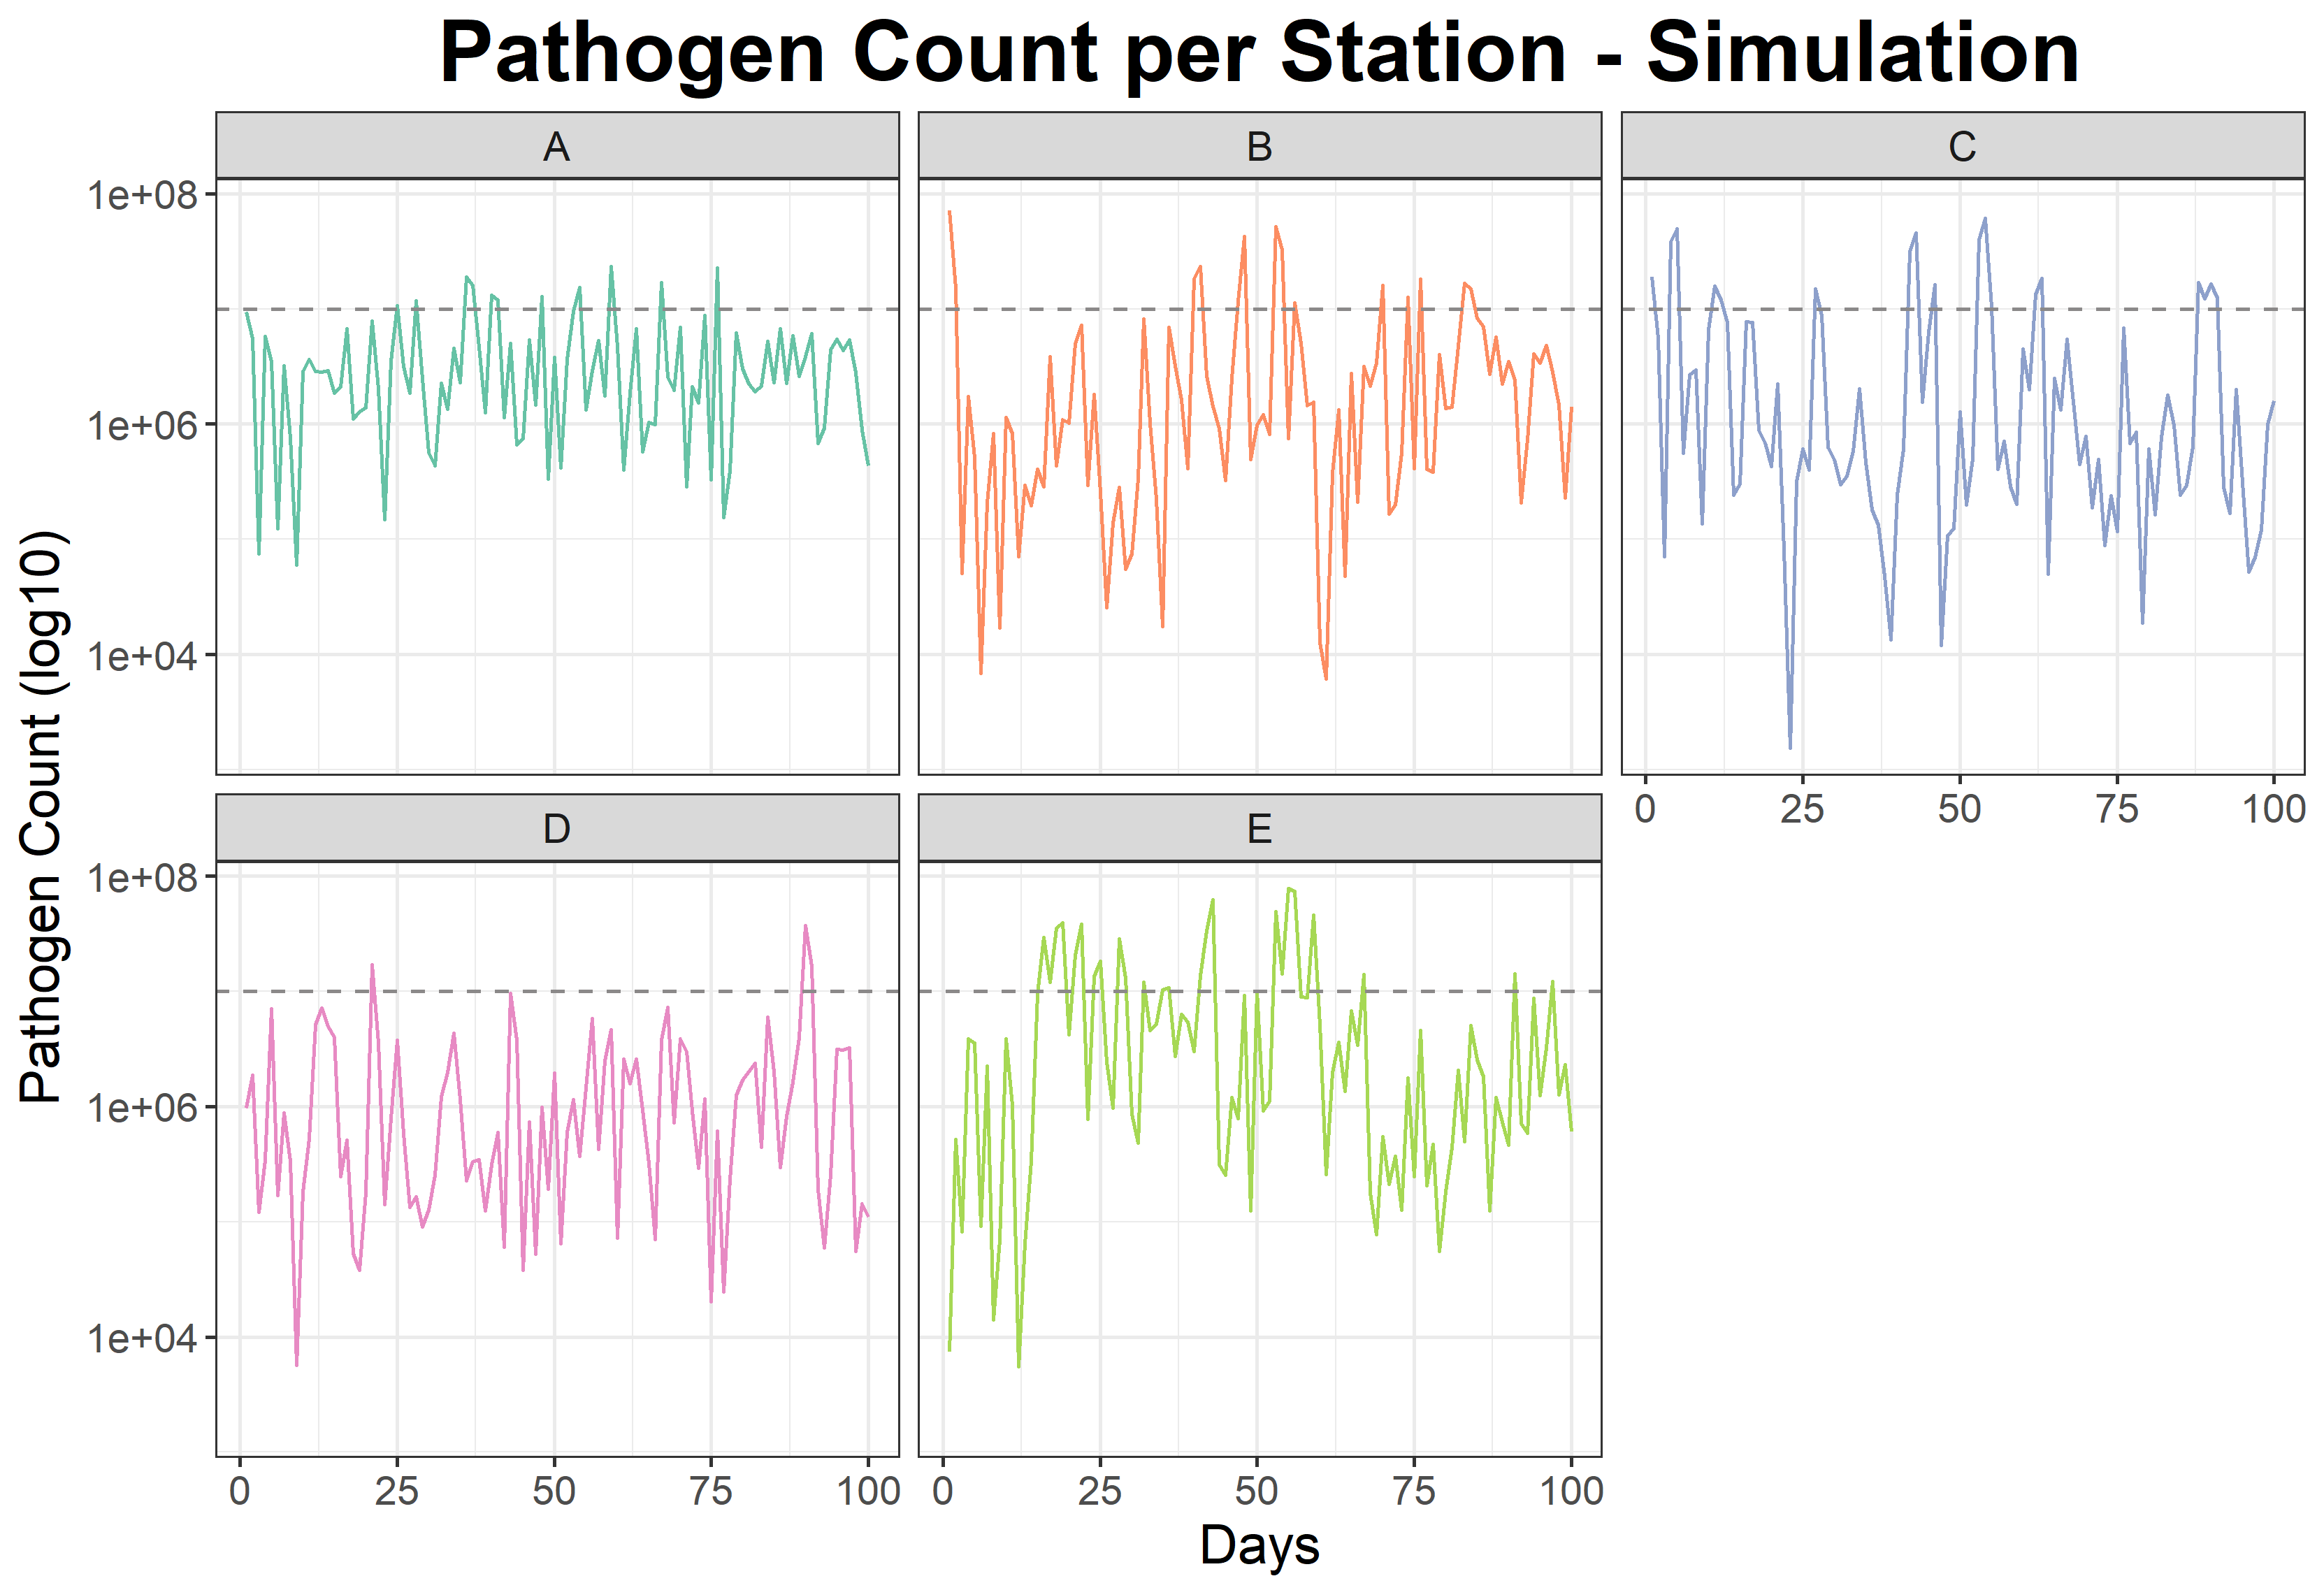 Pathogen Count per Station - Simulation
A
B
C
1e+08
1e+06
1e+04
0 25 50 75 100
D
E
1e+08
1e+06
1e+04
0 25 50 75 100
0 25 50 75 100
Days
Pathogen Count (log10)